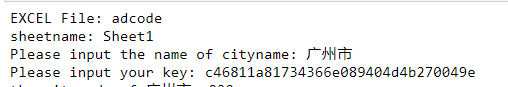 EXCEL File: adcode
sheetname: Sheet1
Please input the name of cityname: 广州市
Please input your key: c46811a81734366e089404d4b270049e